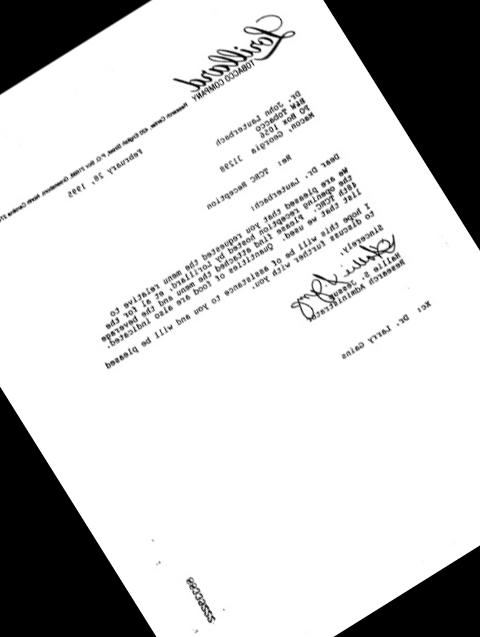 Lorillard
TOBACCO COMPANY
Research Center, 420 English Street, P.O. Box 21688, Greensboro, North Carolina
February 28, 1995
Dr. John Lauterbach
B&W Tobacco
PO Box 1056
Macon, Georgia 31298
Re: TCRC Reception
Dear Dr. Lauterbach:
We are pleased that you requested the menu relative to
the opening reception hosted by Lorillard, et al for the
48th TCRC. Please find attached the menu and the beverage
list that we used. Quantities of food are also indicated.
I hope this will be of assistance to you and will be pleased
to discuss further with you.
Sincerely,
Research Administrator
Xc: Dr. Larry Gains